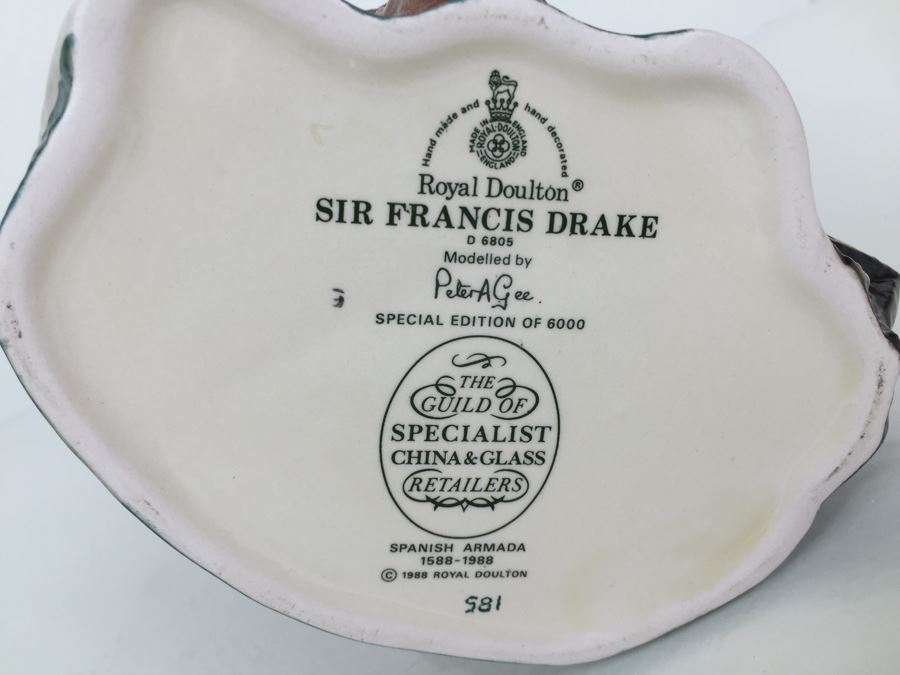 Hand made and hand decorated
MADE IN ENGLAND
ROYAL·DOULTON
ENGLAND
Royal Doulton®
SIR FRANCIS DRAKE
D 6805
Modelled by
Peter A Gee.
SPECIAL EDITION OF 6000
THE
GUILD OF
SPECIALIST
CHINA & GLASS
RETAILERS
SPANISH ARMADA
1588-1988
© 1988 ROYAL DOULTON
581